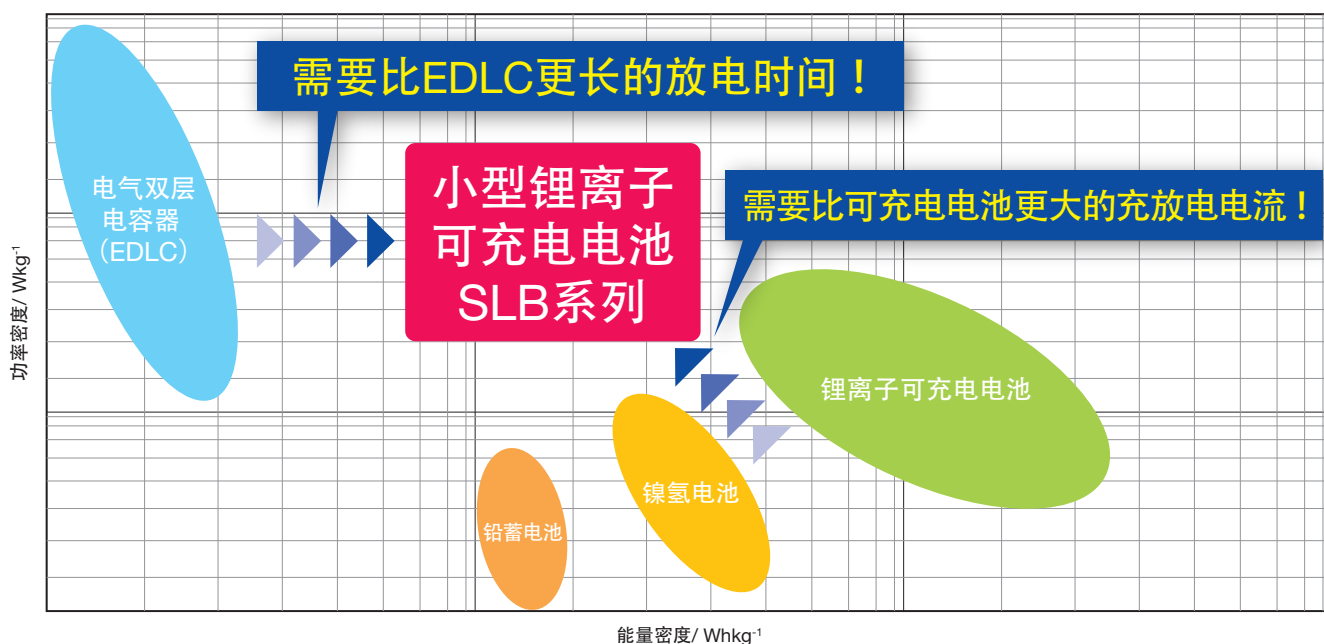 需要比EDLC更长的放电时间！
电气双层
电容器
（EDLC）
小型锂离子
可充电电池
SLB系列
需要比可充电电池更大的充放电电流！
锂离子可充电电池
镍氢电池
铅蓄电池
功率密度/ Wkg⁻¹
能量密度/ Whkg⁻¹